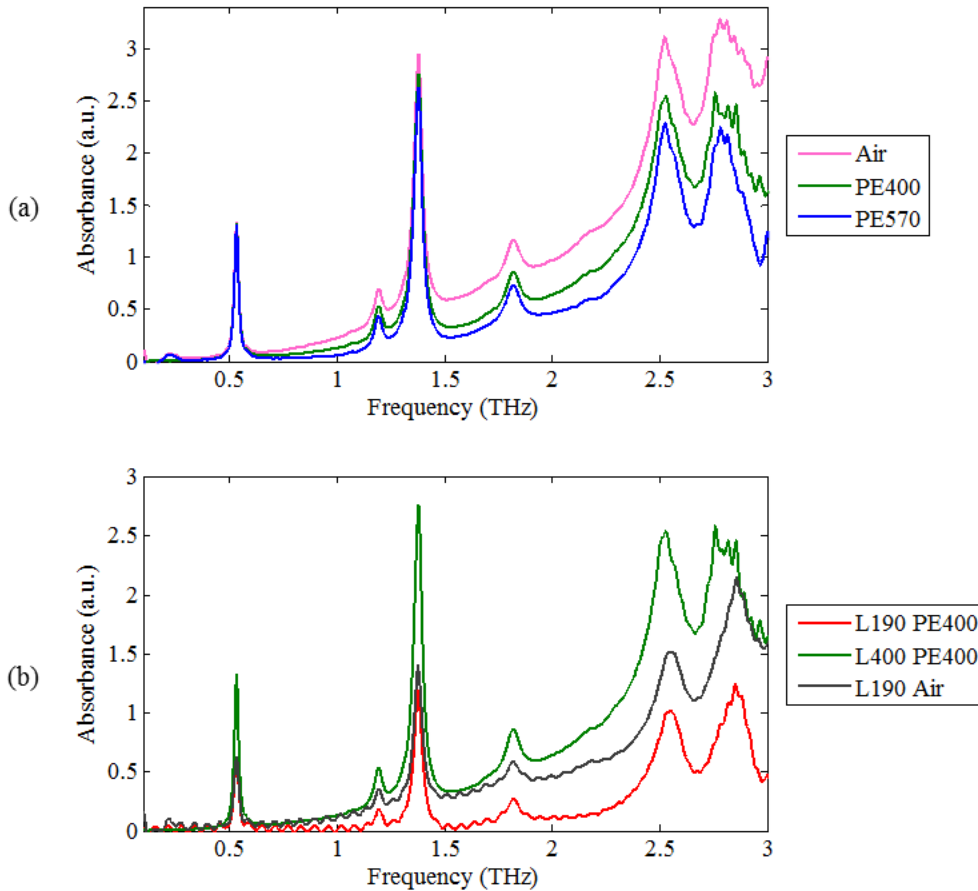 3
2.5
2
1.5
1
0.5
0
Absorbance (a.u.)
(a)
0.5 1 1.5 2 2.5 3
Frequency (THz)
Air
PE400
PE570
3
2.5
2
1.5
1
0.5
0
Absorbance (a.u.)
(b)
0.5 1 1.5 2 2.5 3
Frequency (THz)
L190 PE400
L400 PE400
L190 Air